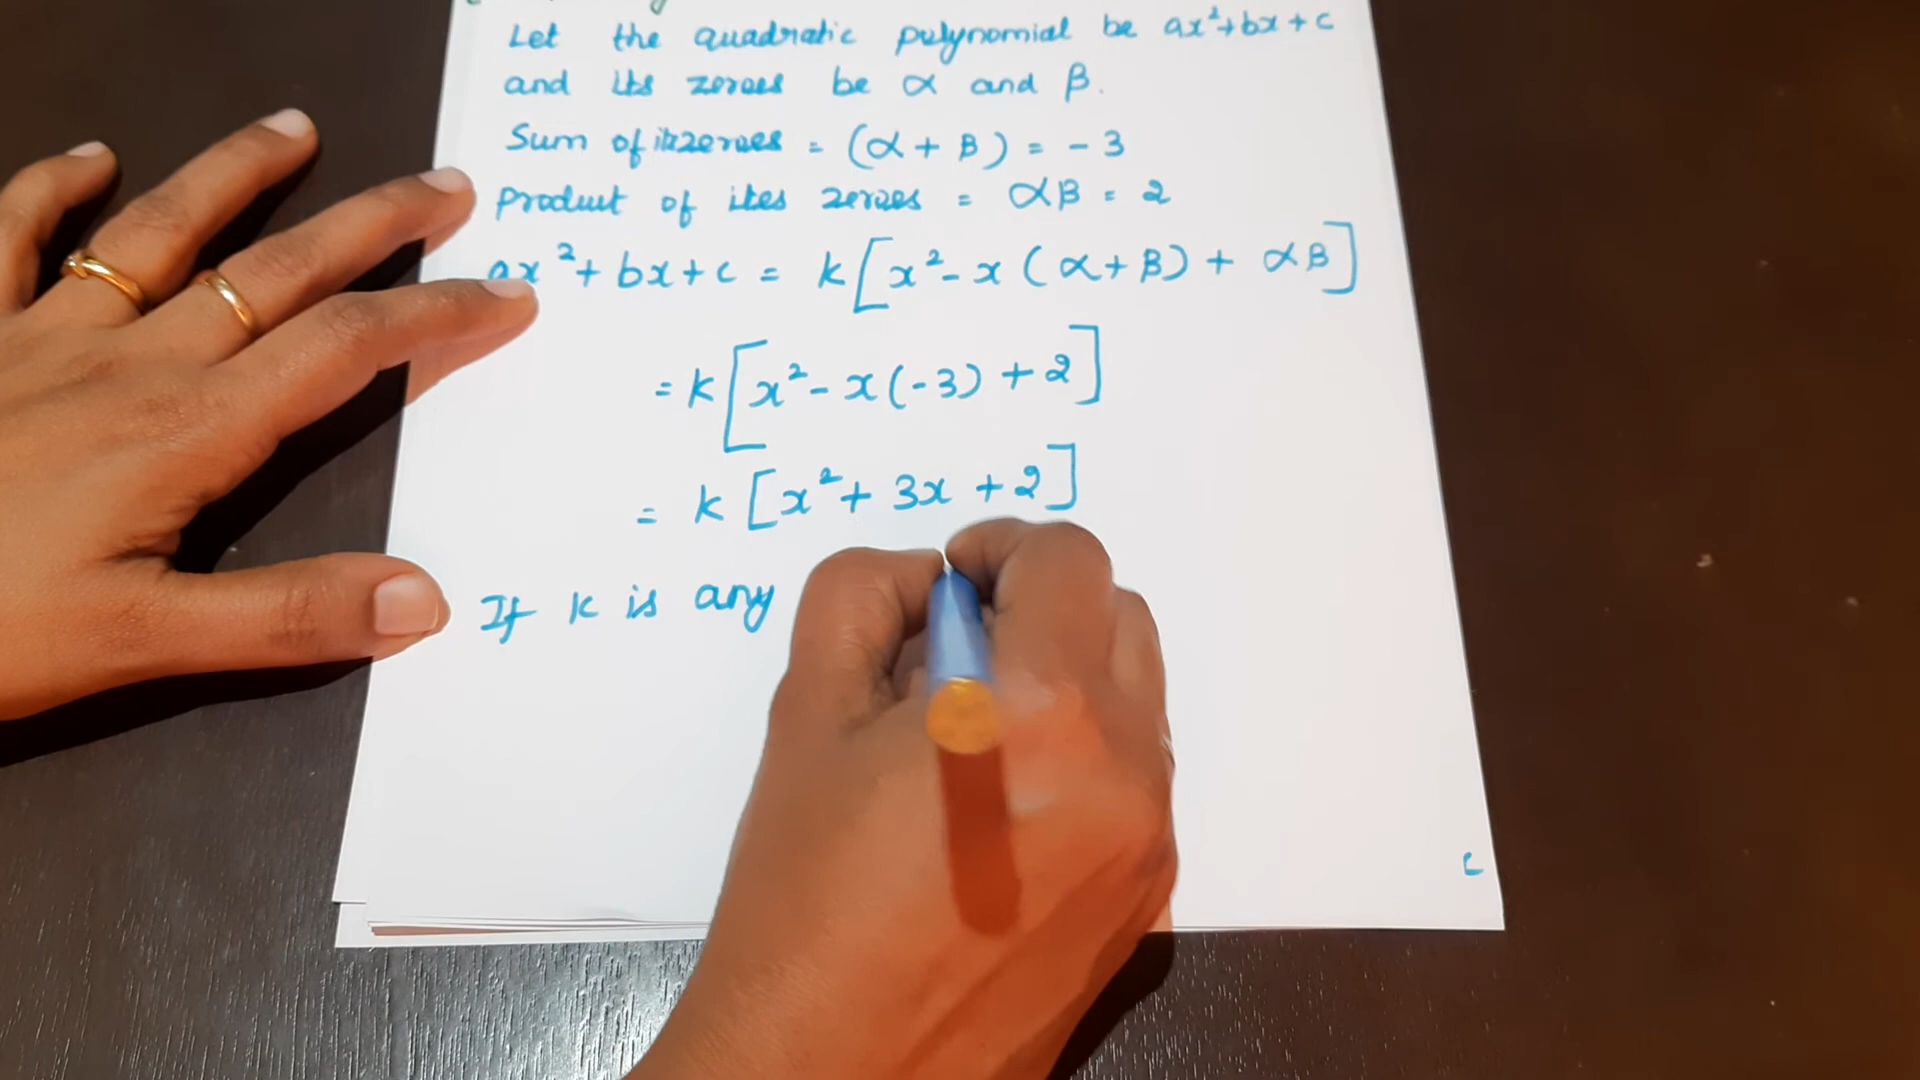 Let the quadratic polynomial be ax²+bx+c
and its zeroes be α and β.
Sum of its zeroes = (α + β) = - 3
Product of ites zeroes = αβ = 2
ax² + bx + c = k[x² - x (α+β) + αβ]
= k[x² - x(-3) + 2]
= k [x² + 3x + 2]
If k is any
c